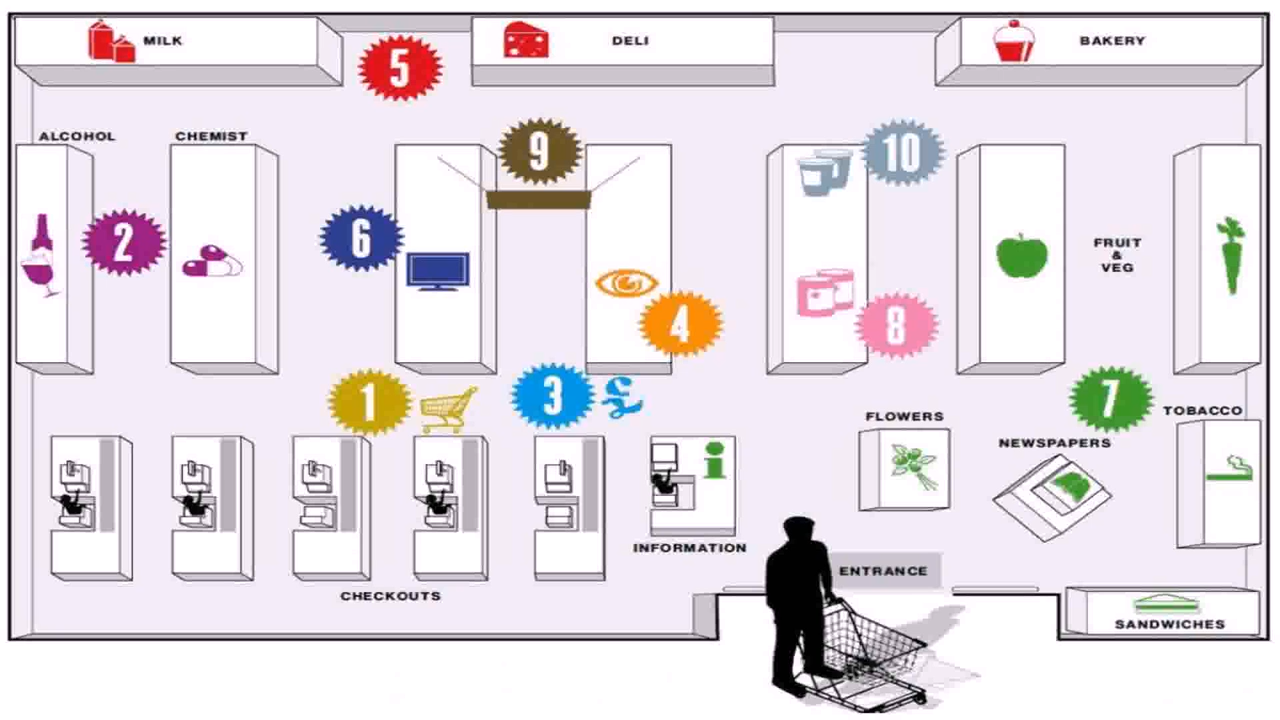 MILK
DELI
BAKERY
5
ALCOHOL
CHEMIST
9
10
2
6
FRUIT
&
VEG
4
8
1
3
£
7
TOBACCO
FLOWERS
NEWSPAPERS
i
INFORMATION
ENTRANCE
CHECKOUTS
SANDWICHES